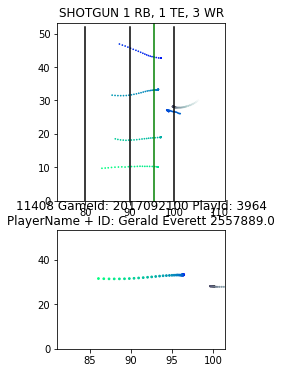 SHOTGUN 1 RB, 1 TE, 3 WR
50
40
30
20
10
0
80 90 100 110
11408 GameId: 2017092100 PlayId: 3964
PlayerName + ID: Gerald Everett 2557889.0
40
20
0
85 90 95 100